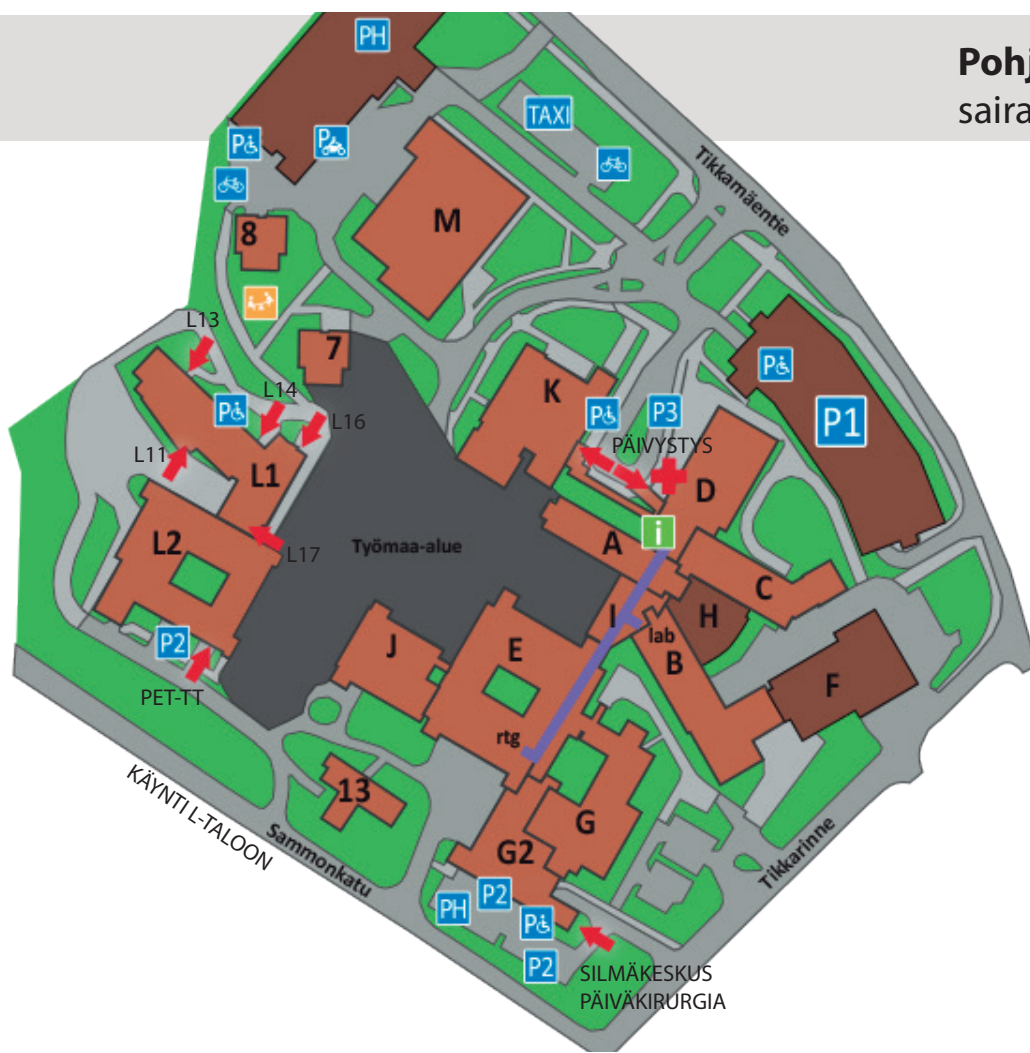 Pohj
saira
PH
P
P
TAXI
Tikkamäentie
8
M
L13
7
K
P
P3
P
P1
L14
P
L16
PÄIVYSTYS
L11
L1
D
i
L2
Työmaa-alue
A
L17
C
I
H
lab
P2
J
E
B
F
PET-TT
rtg
KÄYNTI L-TALOON
13
Sammonkatu
G
G2
Tikkarinne
P2
PH
P
P2
SILMÄKESKUS
PÄIVÄKIRURGIA